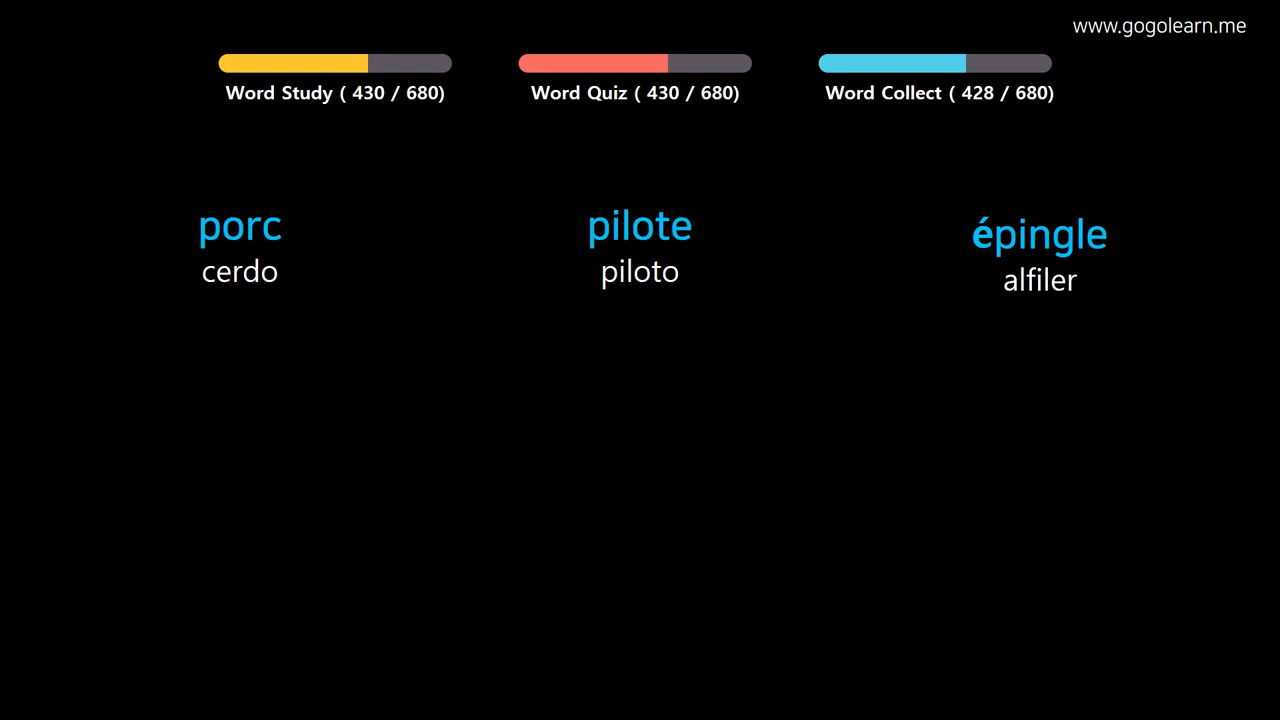 www.gogolearn.me
Word Study ( 430 / 680)
Word Quiz ( 430 / 680)
Word Collect ( 428 / 680)
porc
cerdo
pilote
piloto
épingle
alfiler